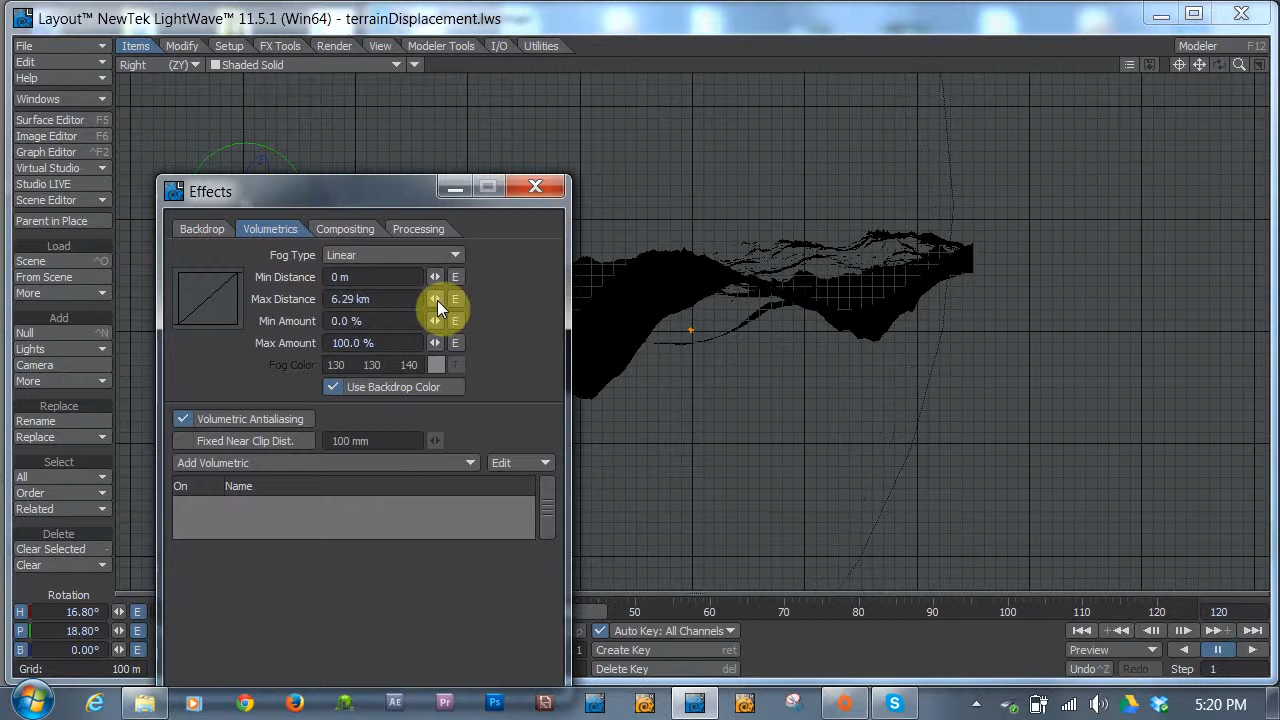 Layout™ NewTek LightWave™ 11.5.1 (Win64) - terrainDisplacement.lws
File
Items Modify Setup FX Tools Render View Modeler Tools I/O Utilities
Modeler F12
Edit
Right (ZY) Shaded Solid
Help
Windows
Surface Editor F5
Image Editor F6
Graph Editor ^F2
Virtual Studio
Studio LIVE
Scene Editor
Parent in Place
Load
Scene ^O
From Scene
More
Add
Null ^N
Lights
Camera
More
Replace
Rename
Replace
Select
All
Order
Related
Delete
Clear Selected -
Clear
Rotation
H 16.80° E
P 18.80° E
B 0.00° E
Grid: 100 m
Effects
Backdrop Volumetrics Compositing Processing
Fog Type Linear
Min Distance 0 m E
Max Distance 6.29 km E
Min Amount 0.0 % E
Max Amount 100.0 % E
Fog Color 130 130 140 T
Use Backdrop Color
Volumetric Antialiasing
Fixed Near Clip Dist. 100 mm
Add Volumetric Edit
On Name
50 60 70 80 90 100 110 120 120
p Auto Key: All Channels
1 Create Key ret
Delete Key del
Preview
Undo ^Z Redo Step 1
5:20 PM